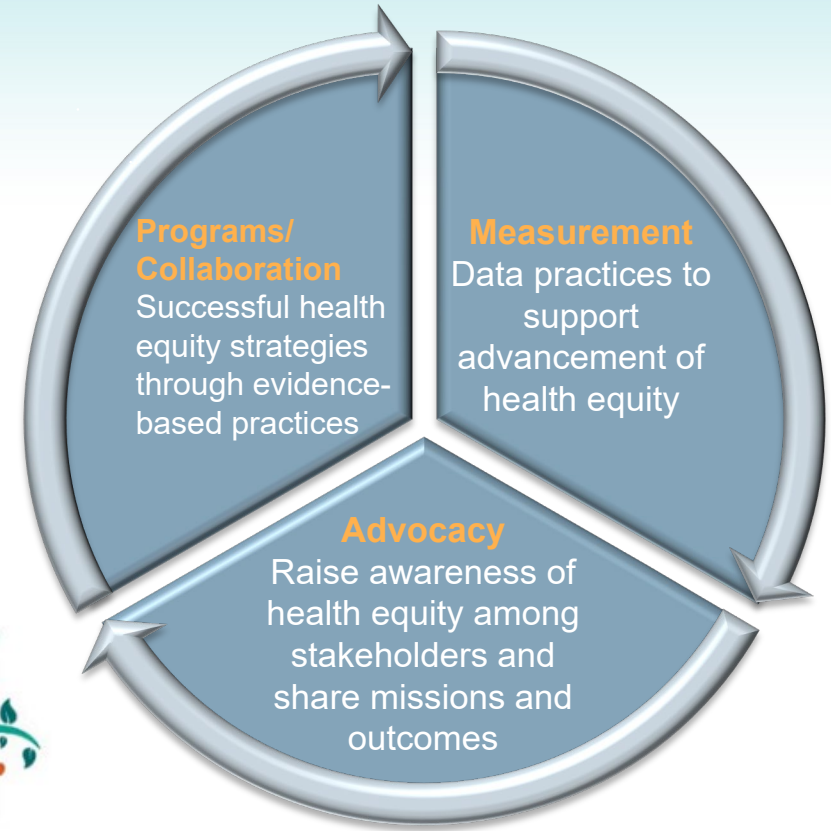 Programs/
Collaboration
Successful health
equity strategies
through evidence-
based practices
Measurement
Data practices to
support
advancement of
health equity
Advocacy
Raise awareness of
health equity among
stakeholders and
share missions and
outcomes